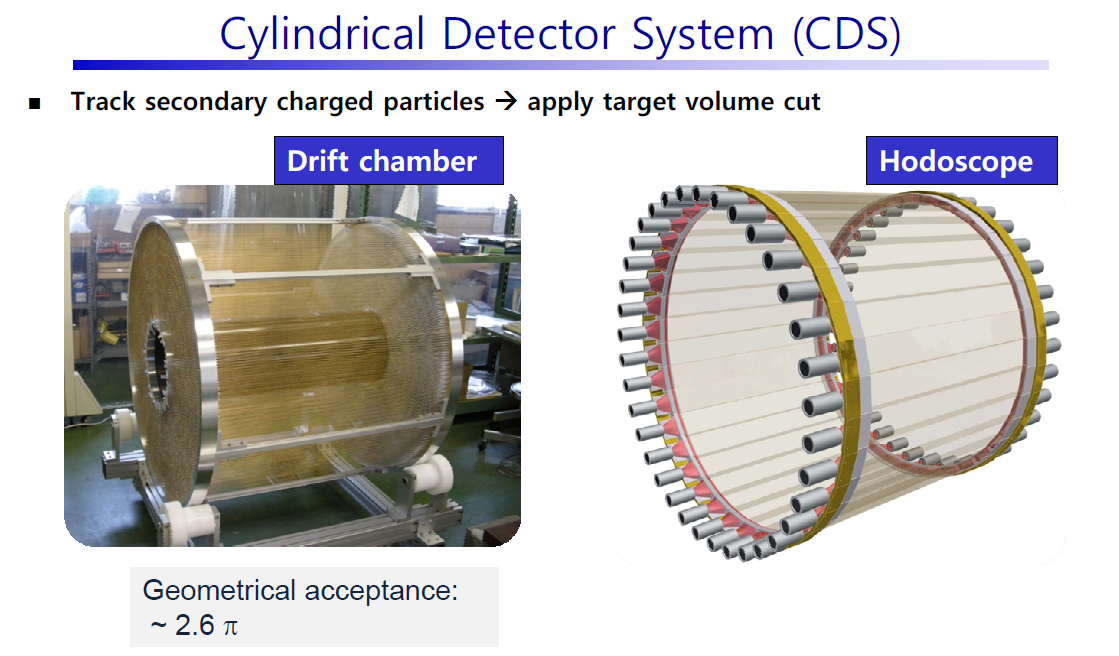 Cylindrical Detector System (CDS)
■ Track secondary charged particles → apply target volume cut
Drift chamber
Hodoscope
Geometrical acceptance:
~ 2.6 π